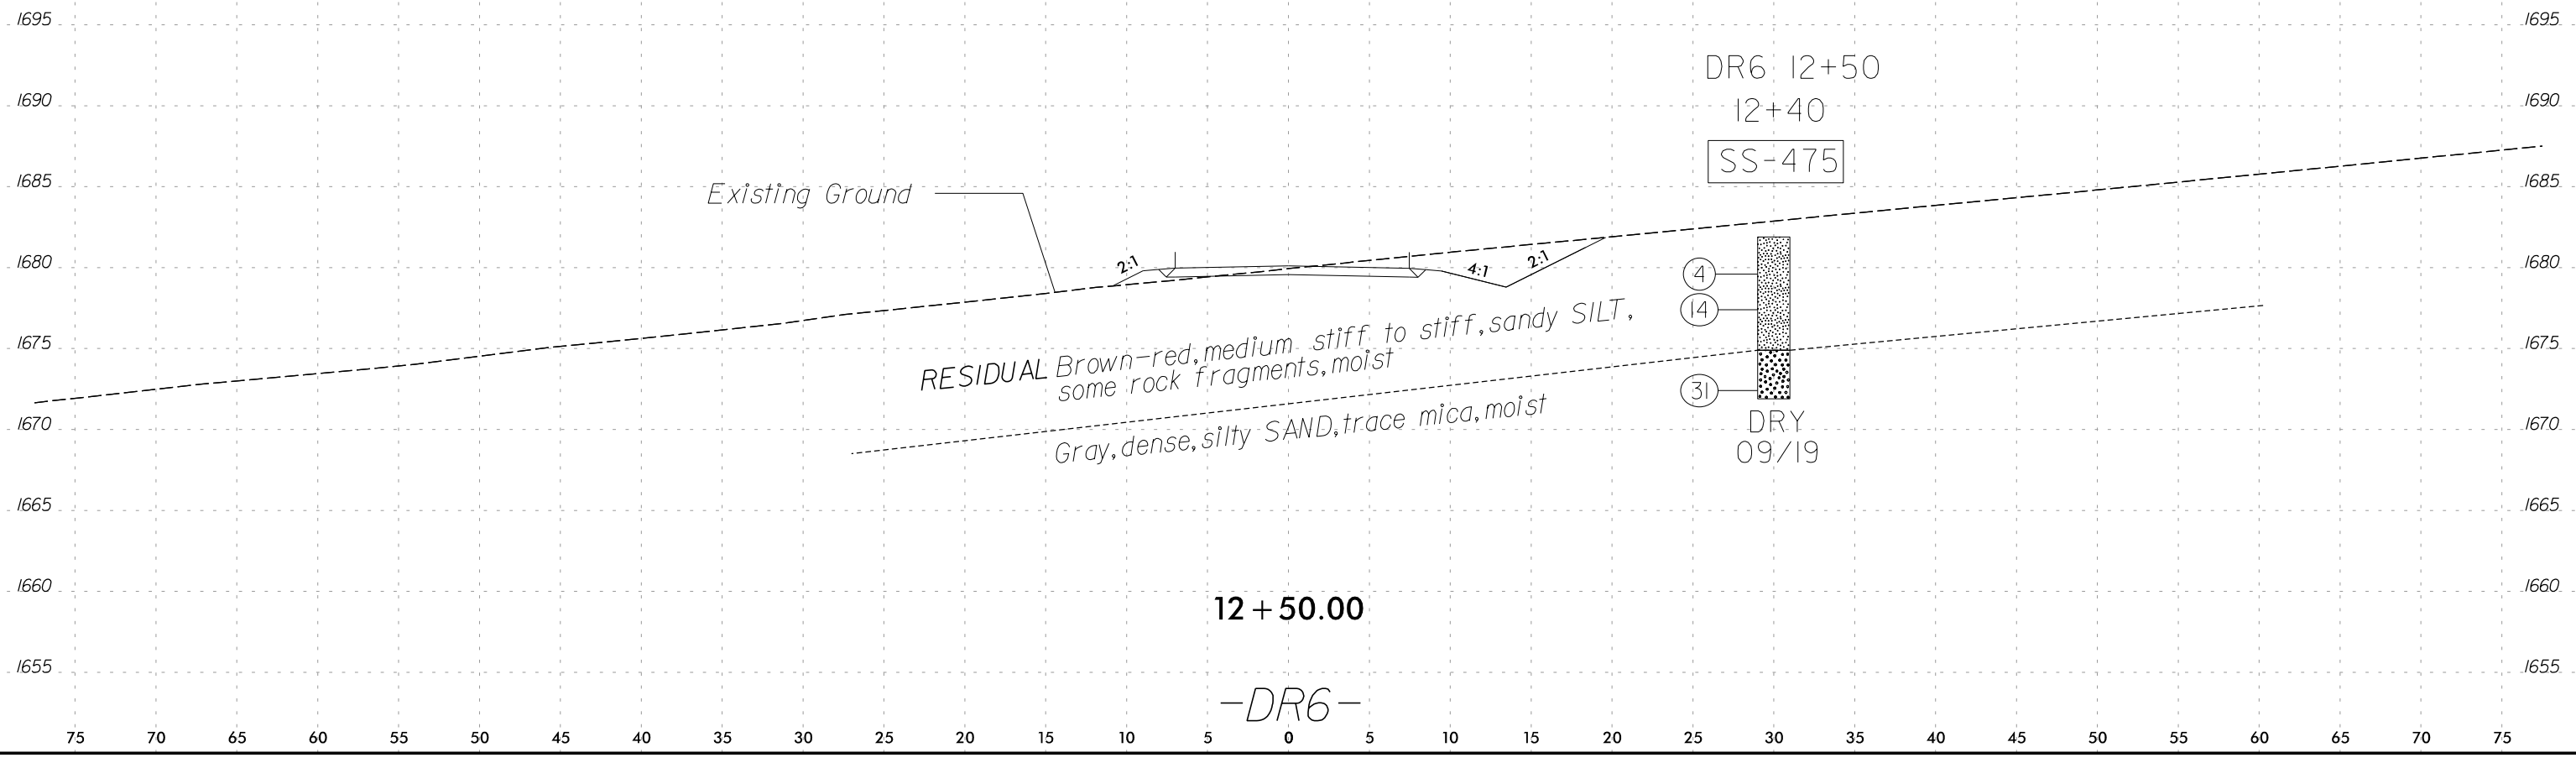 1695 1695
DR6 12+50
1690 1690
12+40
SS-475
1685 1685
Existing Ground
1680 1680
2:1 4:1 2:1
4
14
RESIDUAL Brown-red, medium stiff to stiff, sandy SILT,
some rock fragments, moist
1675 1675
31
Gray, dense, silty SAND, trace mica, moist
DRY
1670 1670
09/19
1665 1665
1660 1660
12+50.00
1655 1655
-DR6-
75 70 65 60 55 50 45 40 35 30 25 20 15 10 5 0 5 10 15 20 25 30 35 40 45 50 55 60 65 70 75